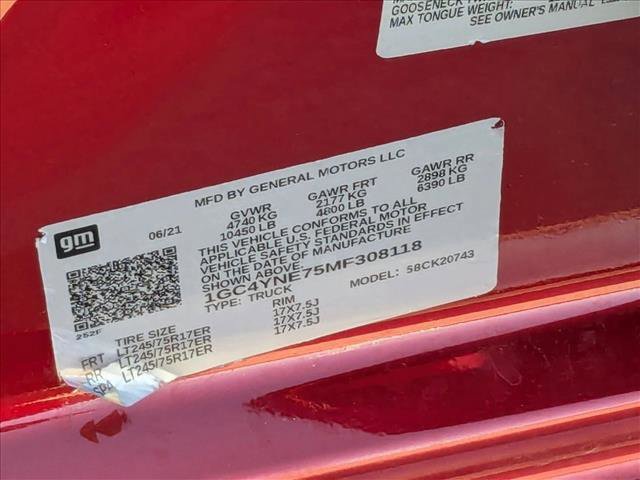 GOOSENECK
MAX TONGUE WEIGHT:
SEE OWNER'S MANUAL
MFD BY GENERAL MOTORS LLC
gm
06/21
GVWR GAWR FRT GAWR RR
4740 KG 2177 KG 2898 KG
10450 LB 4800 LB 6390 LB
THIS VEHICLE CONFORMS TO ALL
APPLICABLE U.S. FEDERAL MOTOR
VEHICLE SAFETY STANDARDS IN EFFECT
ON THE DATE OF MANUFACTURE
SHOWN ABOVE
1GC4YNE75MF308118
TYPE: TRUCK MODEL: 5BCK20743
252F
TIRE SIZE RIM
FRT LT245/75R17ER 17X7.5J
RR LT245/75R17ER 17X7.5J
SPA LT245/75R17ER 17X7.5J